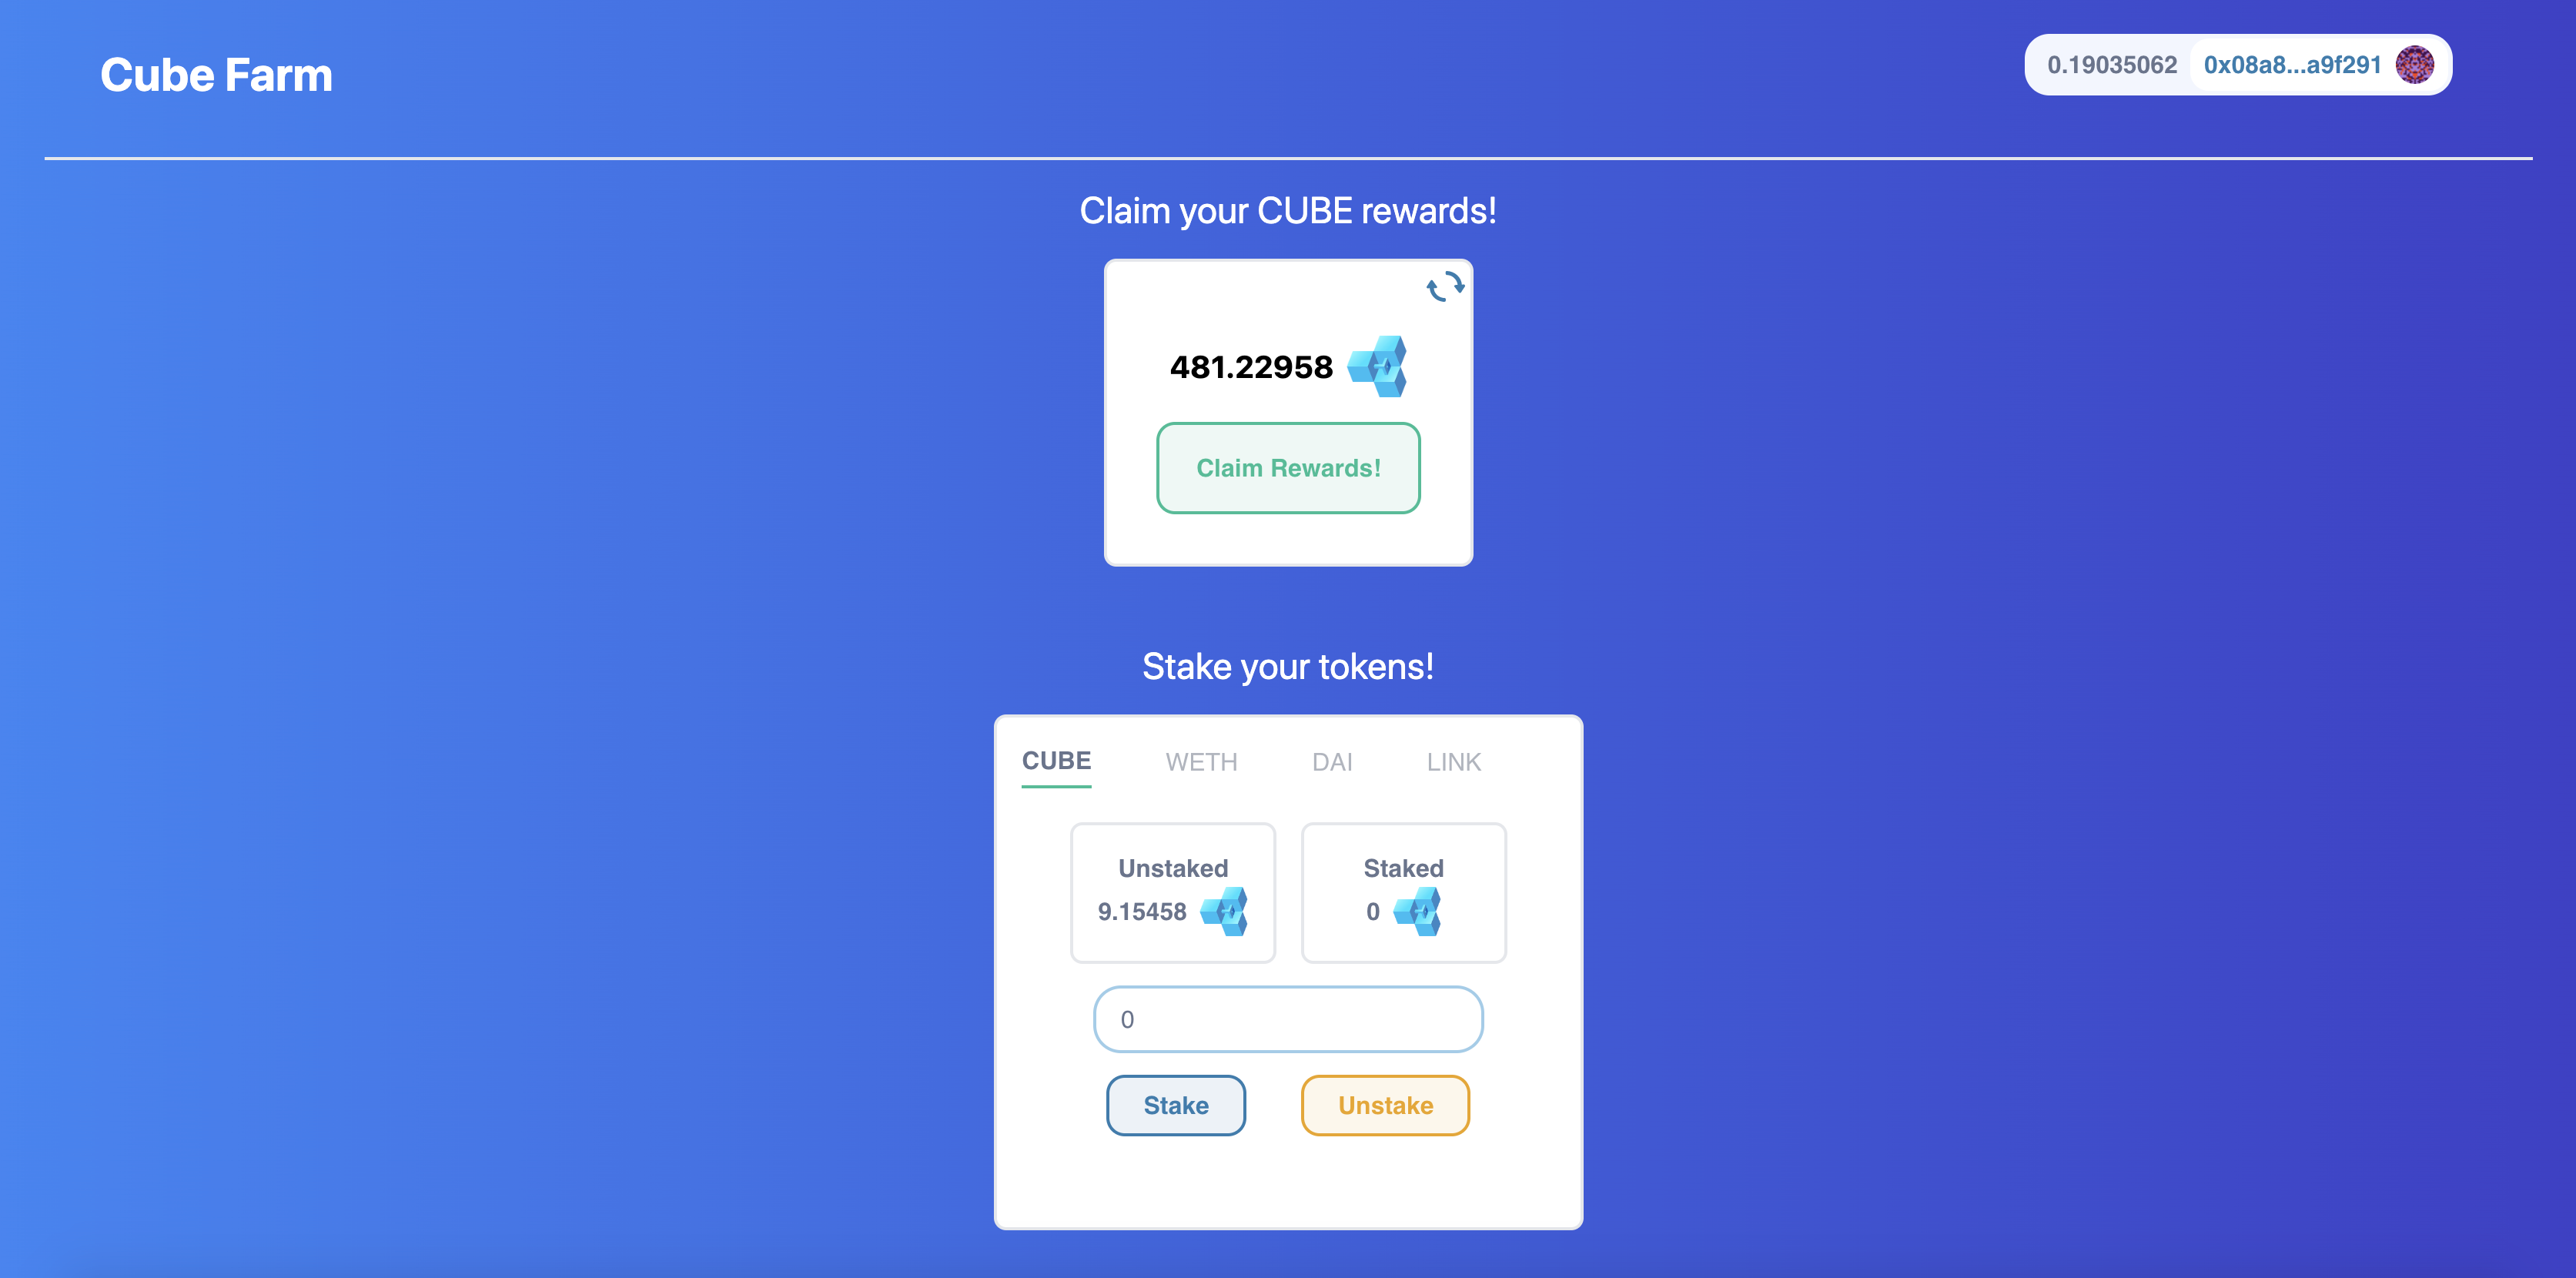 Cube Farm
0.19035062 0x08a8...a9f291
Claim your CUBE rewards!
481.22958
Claim Rewards!
Stake your tokens!
CUBE WETH DAI LINK
Unstaked Staked
9.15458 0
0
Stake Unstake